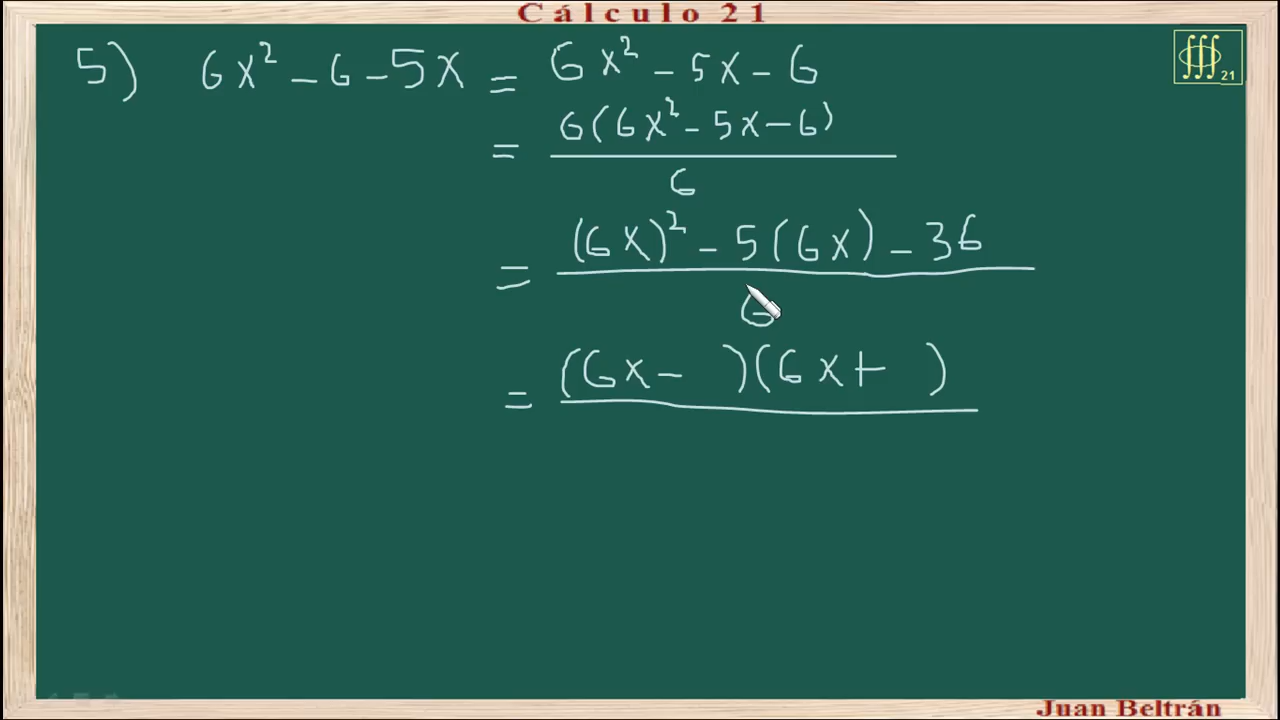 Cálculo 21
5) 6x² - 6 - 5x = 6x² - 5x - 6
21
= 6(6x² - 5x - 6)
6
= (6x)² - 5(6x) - 36
6
= (6x - )(6x + )
Juan Beltrán